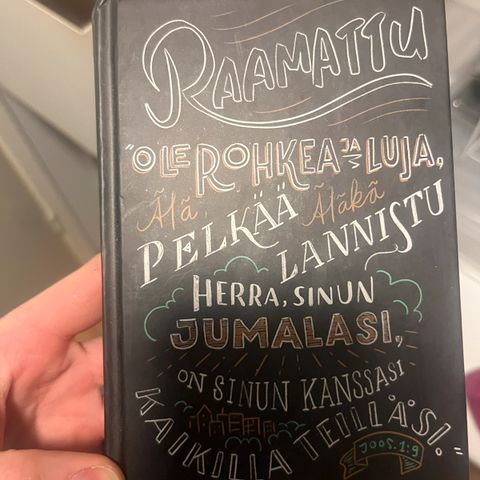 RAAMATTU
"OLE ROHKEA JA LUJA,
Älä PELKÄÄ Äläkä LANNISTU
HERRA, SINUN
JUMALASI,
ON SINUN KANSSASI
KAIKILLA TEILLÄSI."
JOOS. 1:9